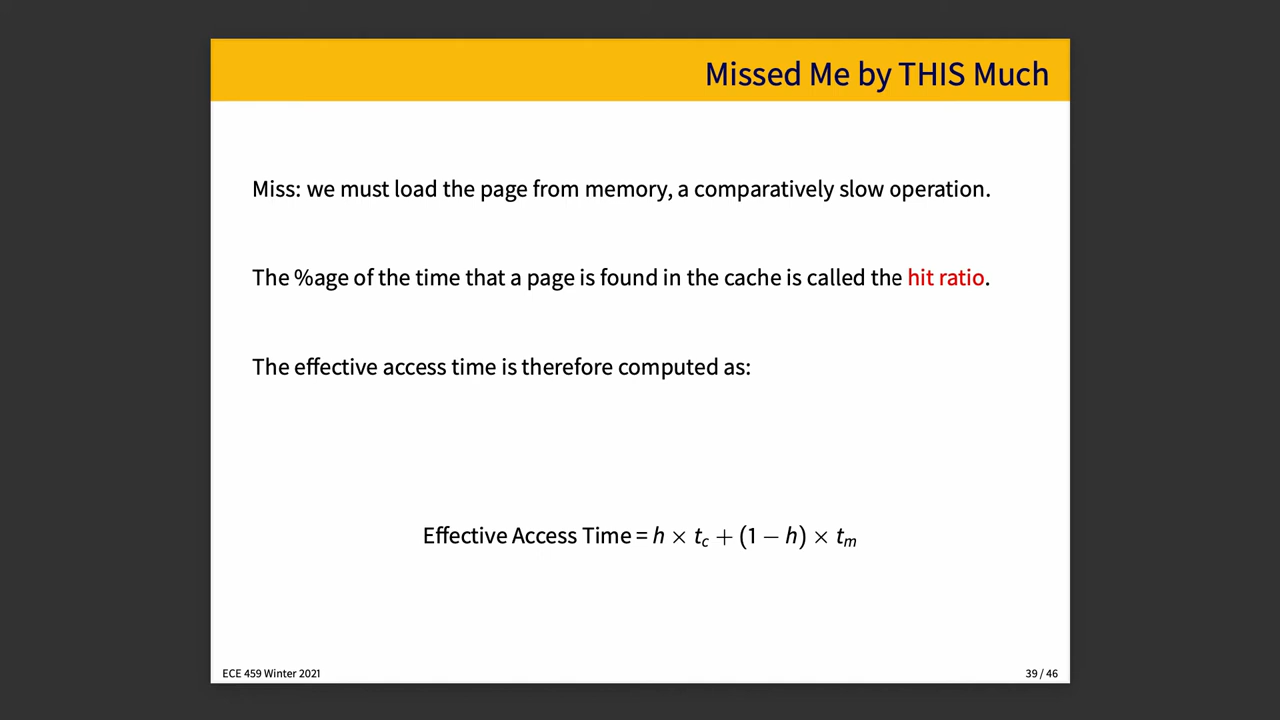 Missed Me by THIS Much
Miss: we must load the page from memory, a comparatively slow operation.
The %age of the time that a page is found in the cache is called the hit ratio.
The effective access time is therefore computed as:
Effective Access Time = h × t_c + (1 − h) × t_m
ECE 459 Winter 2021
39 / 46